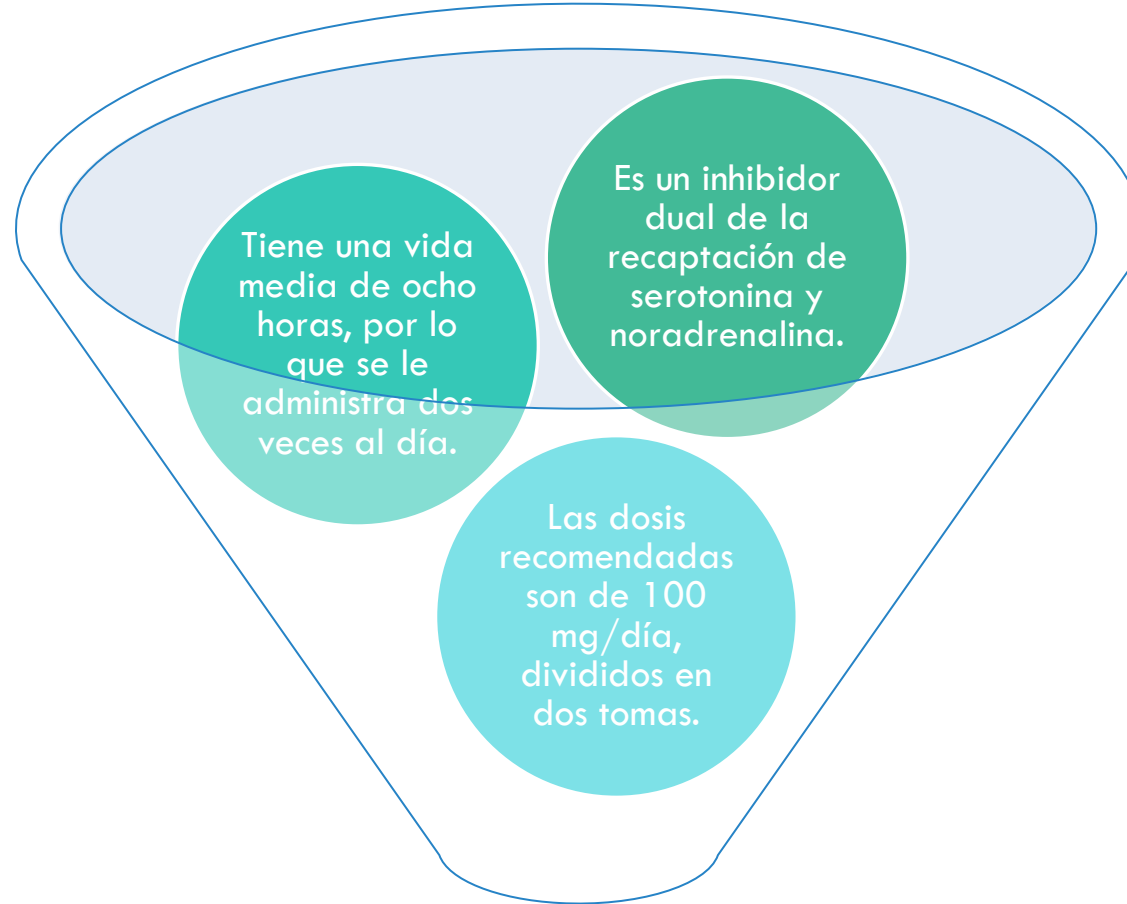 Es un inhibidor
dual de la
recaptación de
serotonina y
noradrenalina.
Tiene una vida
media de ocho
horas, por lo
que se le
administra dos
veces al día.
Las dosis
recomendadas
son de 100
mg/día,
divididos en
dos tomas.